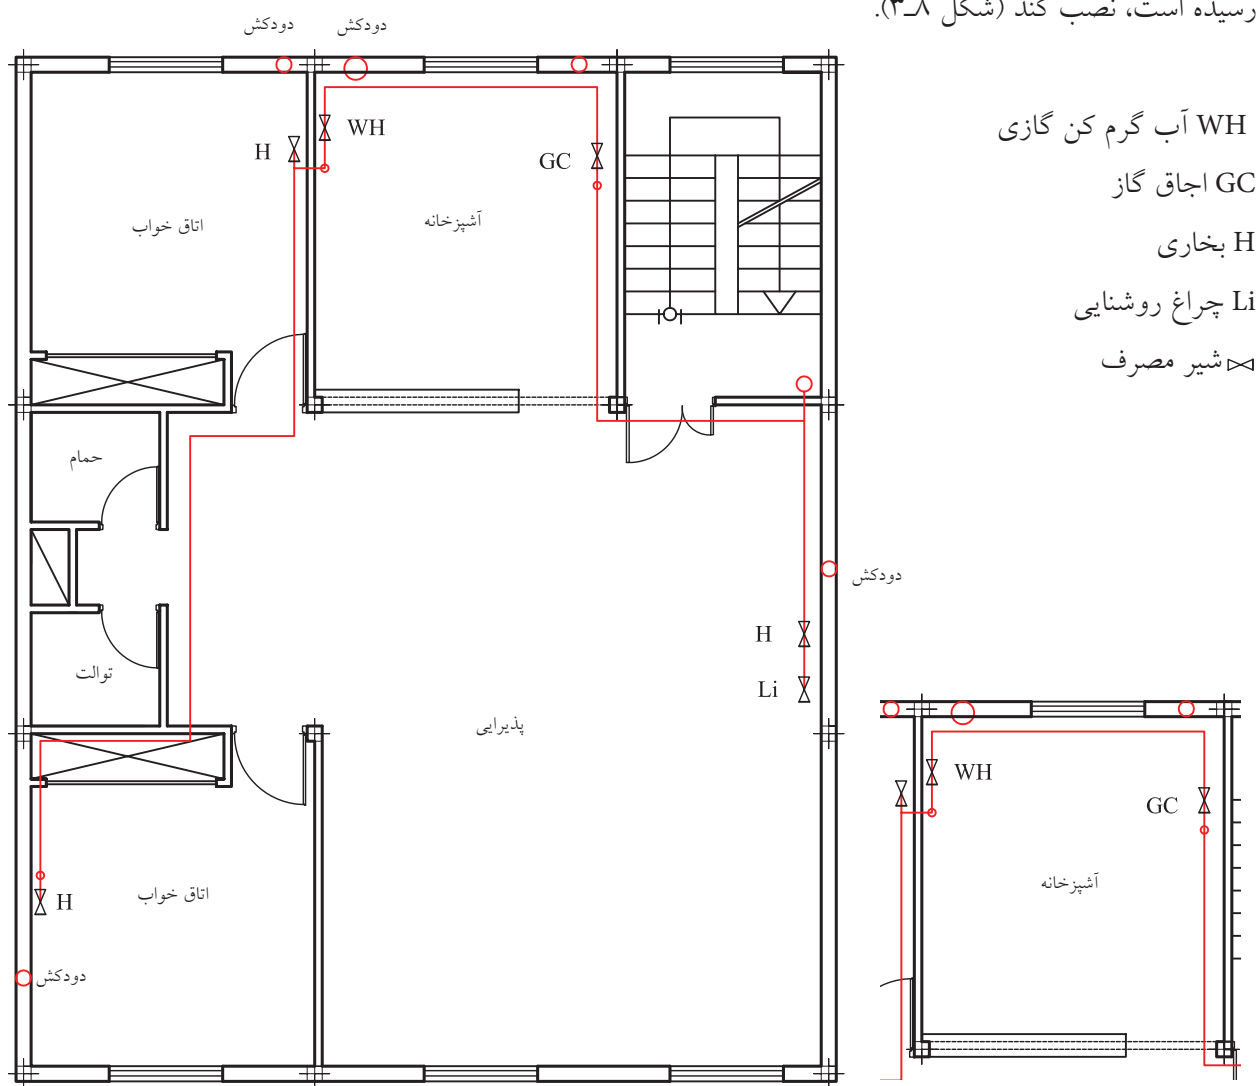 رسیده است، نصب کند (شکل ۸ـ۳).
دودکش
دودکش
WH آب گرم کن گازی
GC اجاق گاز
H بخاری
Li چراغ روشنایی
شیر مصرف
WH
H
GC
اتاق خواب
آشپزخانه
حمام
دودکش
H
توالت
Li
پذیرایی
H
اتاق خواب
دودکش
WH
GC
آشپزخانه